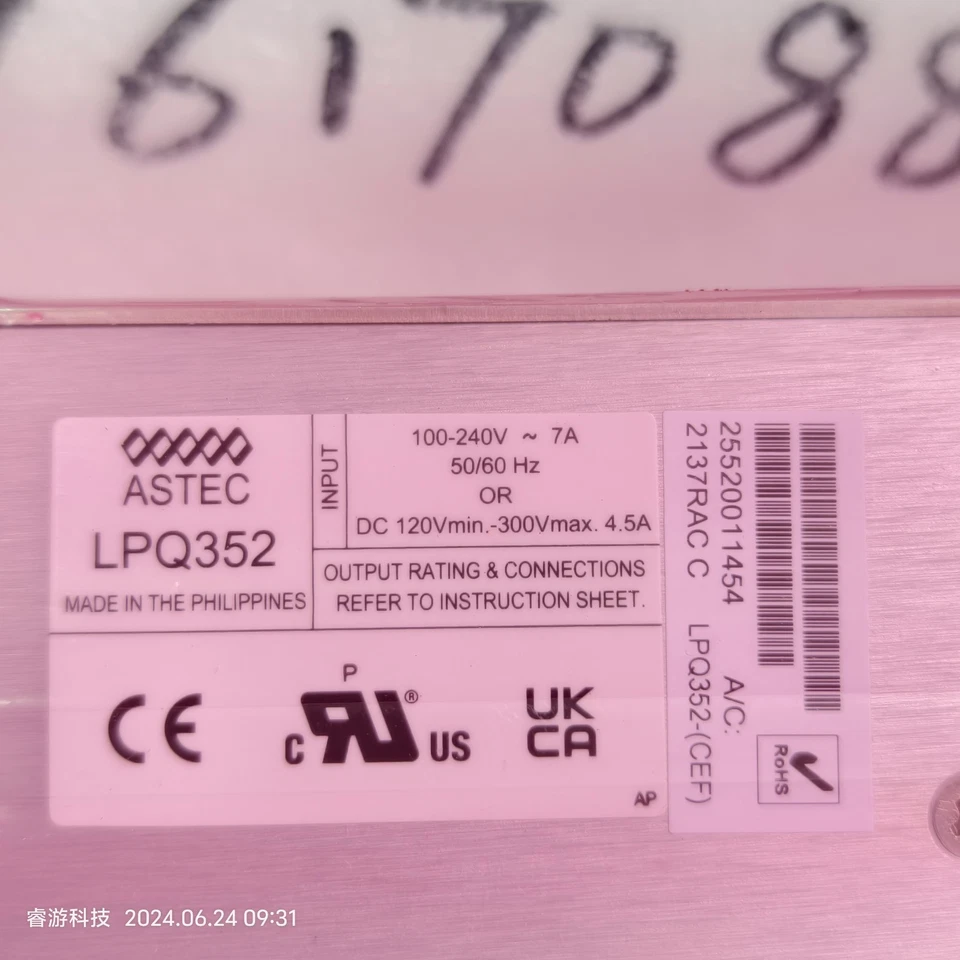 617088
ASTEC
LPQ352
MADE IN THE PHILIPPINES
INPUT
100-240V ~ 7A
50/60 Hz
OR
DC 120Vmin.-300Vmax. 4.5A
OUTPUT RATING & CONNECTIONS
REFER TO INSTRUCTION SHEET.
CE
P
C RU ® US
UK
CA
AP
25520011454 A/C:
2137RAC C LPQ352-(CEF)
RoHS
睿游科技 2024.06.24 09:31